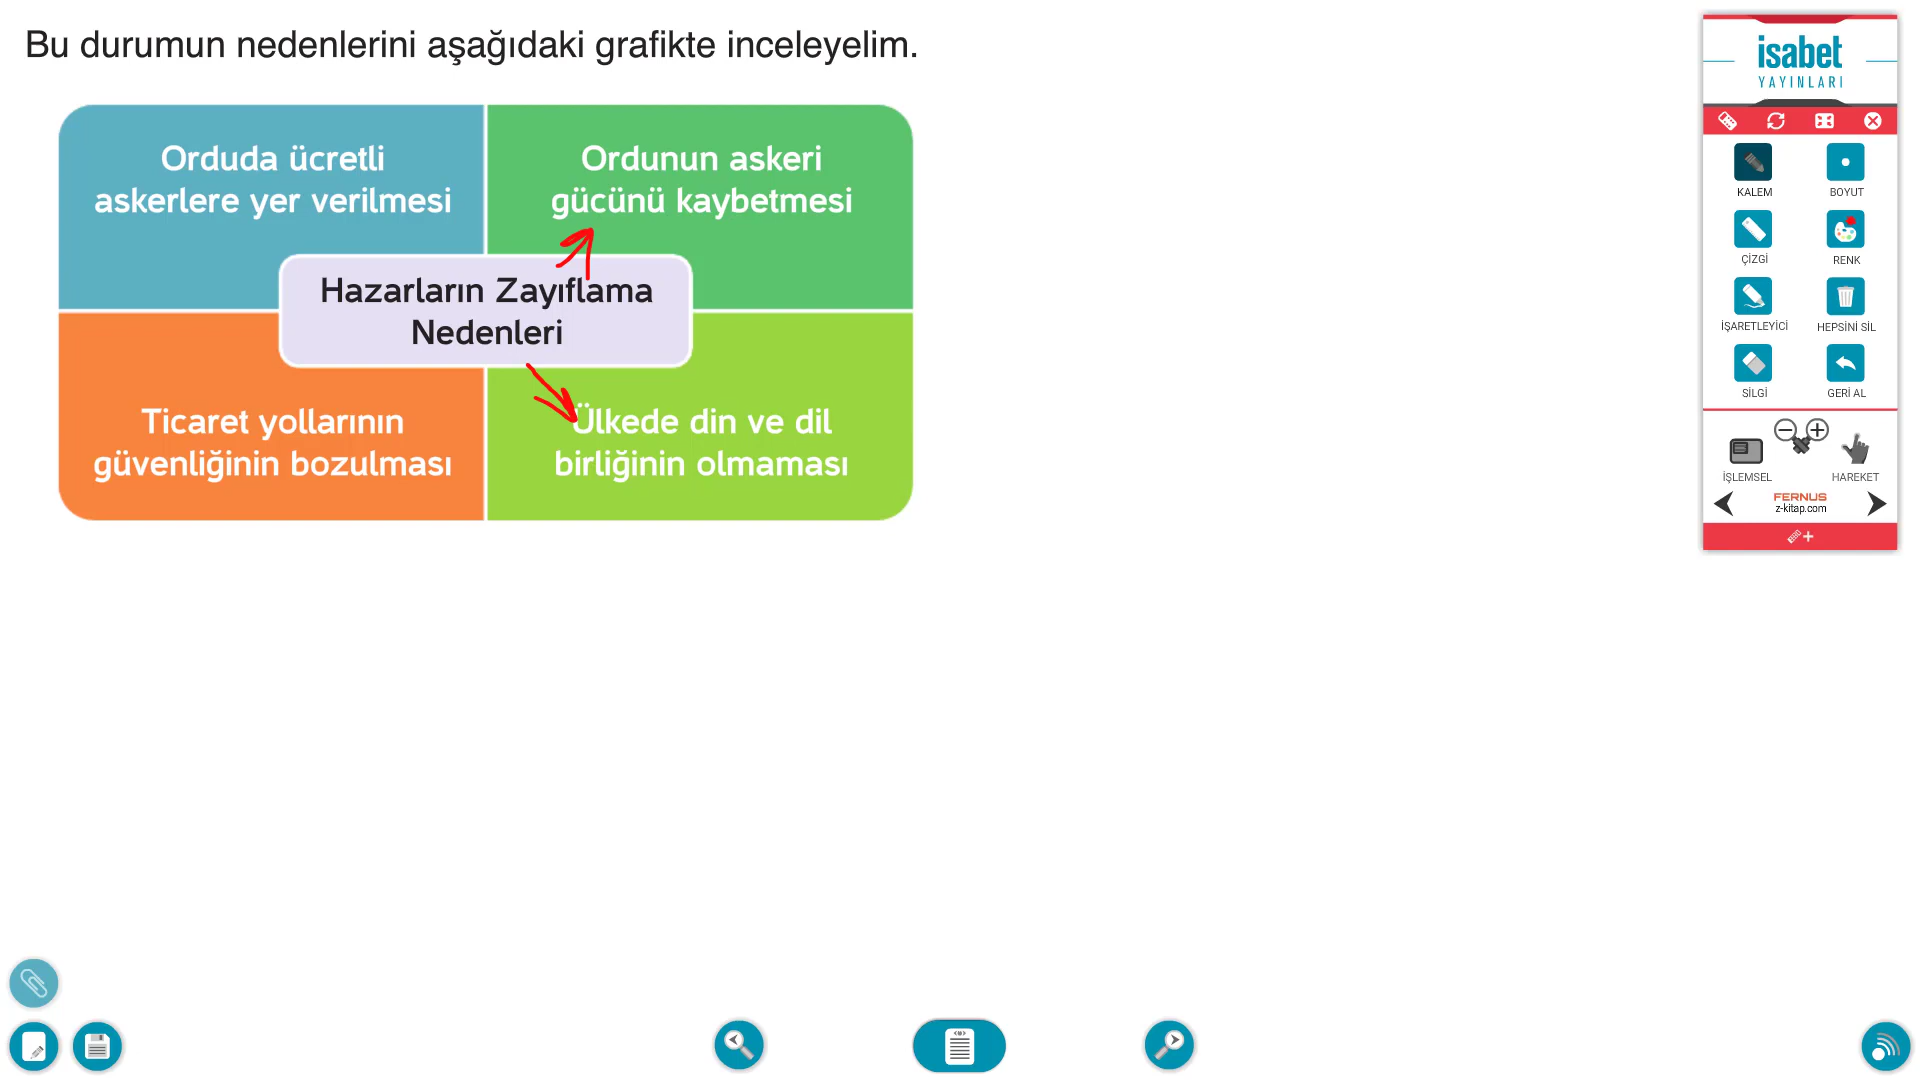 Bu durumun nedenlerini aşağıdaki grafikte inceleyelim.
Orduda ücretli
askerlere yer verilmesi
Ordunun askeri
gücünü kaybetmesi
Hazarların Zayıflama
Nedenleri
Ticaret yollarının
güvenliğinin bozulması
Ülkede din ve dil
birliğinin olmaması
isabet
YAYINLARI
KALEM
BOYUT
ÇİZGİ
RENK
İŞARETLEYİCİ
HEPSİNİ SİL
SİLGİ
GERİ AL
İŞLEMSEL
HAREKET
FERNUS
z-kitap.com